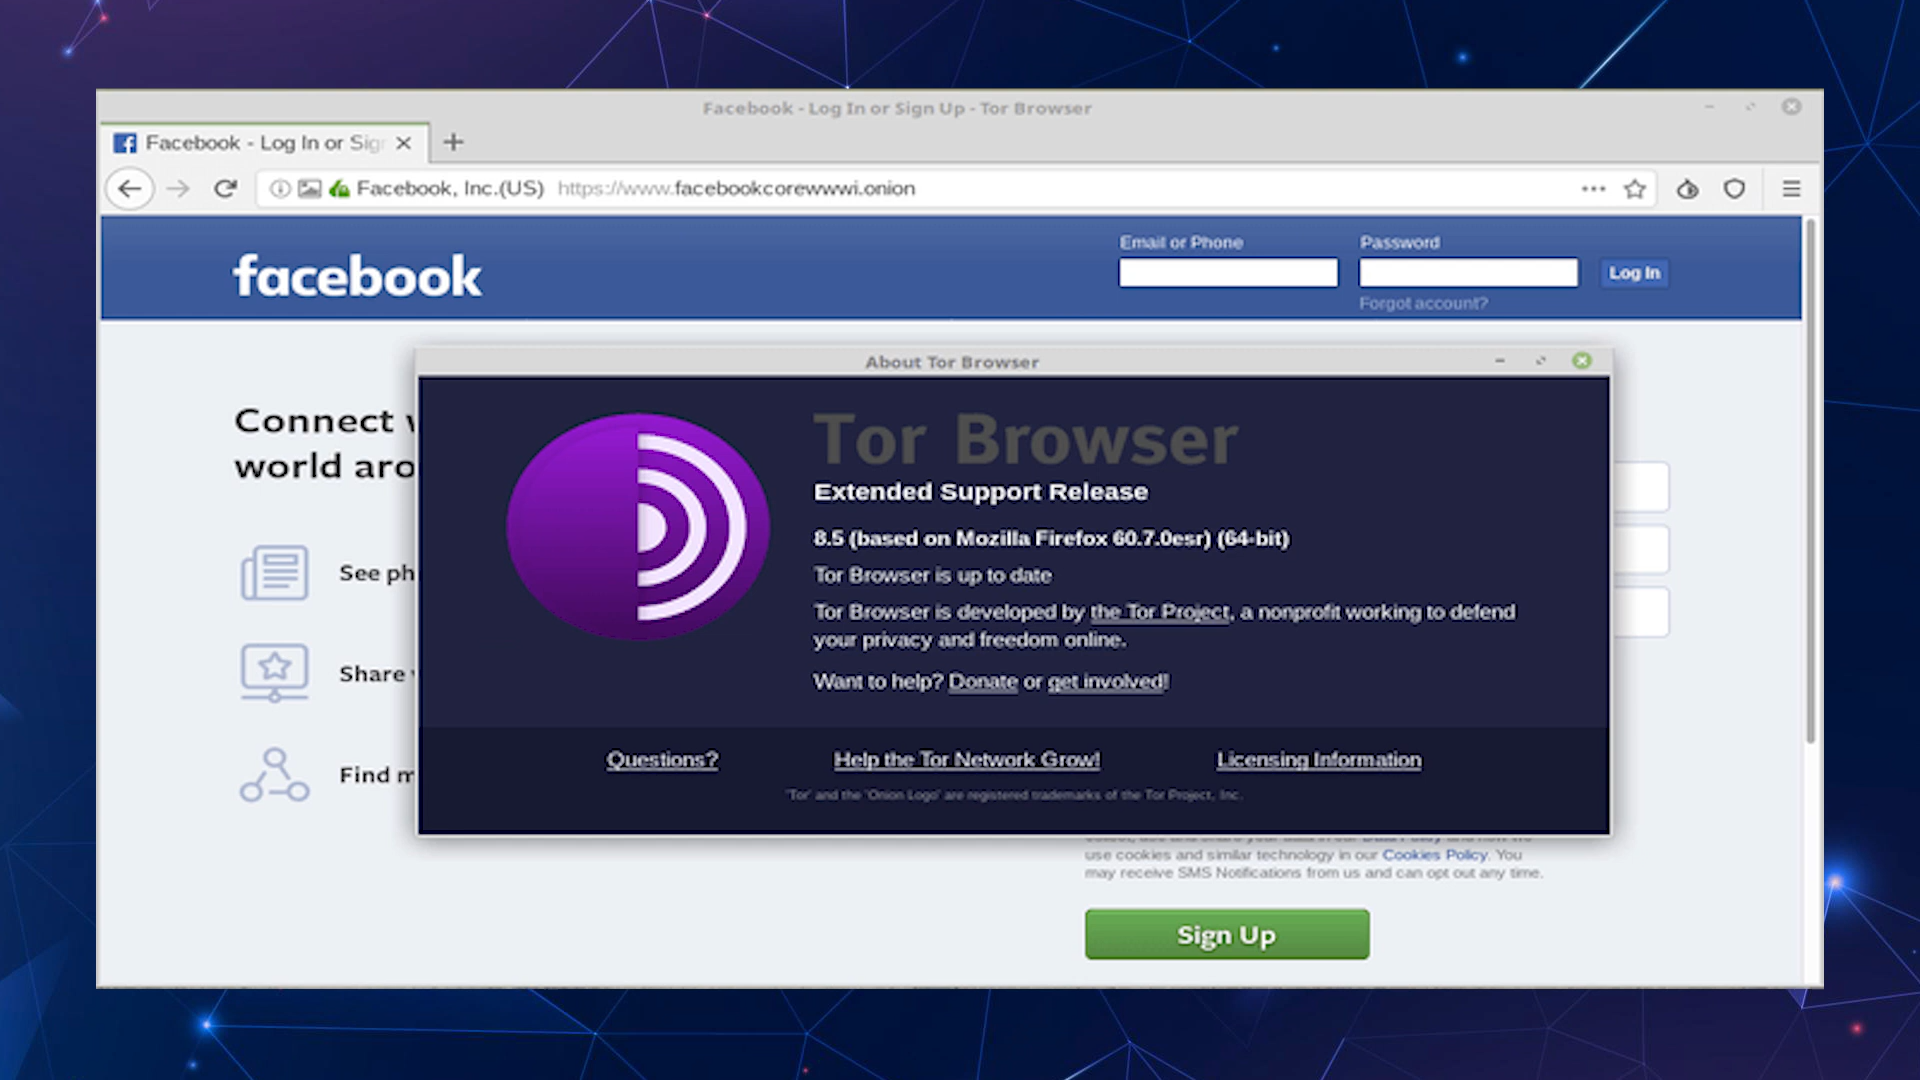 Facebook - Log In or Sign Up - Tor Browser
Facebook - Log In or Sig
Facebook, Inc.(US) https://www.facebookcorewwwi.onion
Email or Phone
Password
facebook
Log In
Forgot account?
About Tor Browser
Connect
world aro
Tor Browser
Extended Support Release
8.5 (based on Mozilla Firefox 60.7.0esr) (64-bit)
See ph
Tor Browser is up to date
Tor Browser is developed by the Tor Project, a nonprofit working to defend
your privacy and freedom online.
Share
Want to help? Donate or get involved!
Find m
Questions?
Help the Tor Network Grow!
Licensing Information
'Tor' and the 'Onion Logo' are registered trademarks of the Tor Project, Inc.
use cookies and similar technology in our Cookies Policy. You
may receive SMS Notifications from us and can opt out any time.
Sign Up